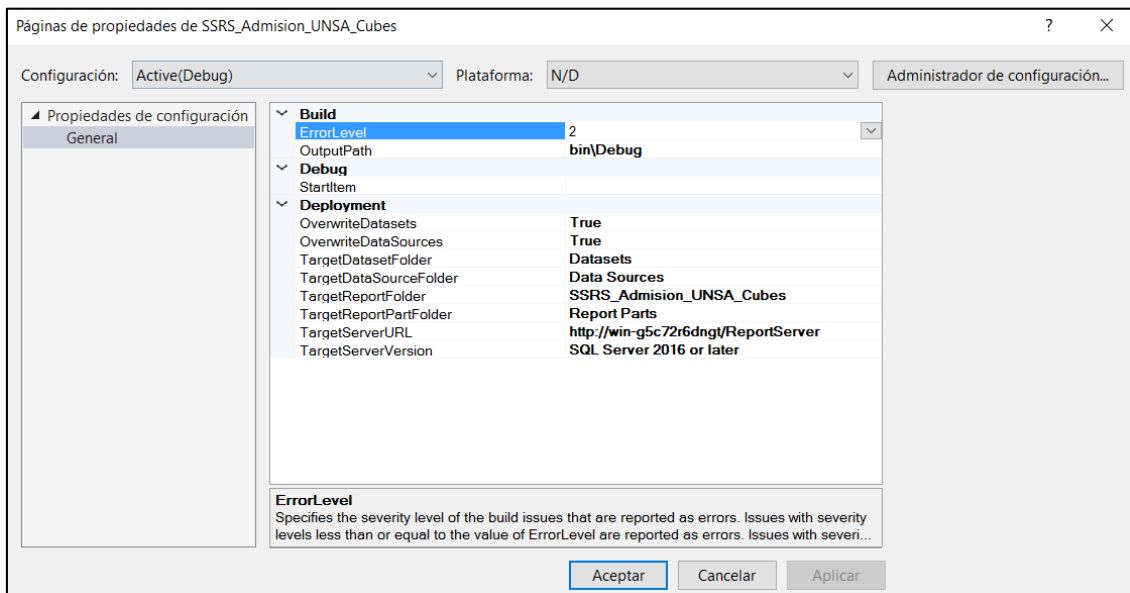 Páginas de propiedades de SSRS_Admision_UNSA_Cubes ?
Configuración: Active(Debug) Plataforma: N/D Administrador de configuración...
Propiedades de configuración
General
Build
ErrorLevel 2
OutputPath bin\Debug
Debug
StartItem
Deployment
OverwriteDatasets True
OverwriteDataSources True
TargetDatasetFolder Datasets
TargetDataSourceFolder Data Sources
TargetReportFolder SSRS_Admision_UNSA_Cubes
TargetReportPartFolder Report Parts
TargetServerURL http://win-g5c72r6dngt/ReportServer
TargetServerVersion SQL Server 2016 or later
ErrorLevel
Specifies the severity level of the build issues that are reported as errors. Issues with severity
levels less than or equal to the value of ErrorLevel are reported as errors. Issues with severi...
Aceptar Cancelar Aplicar